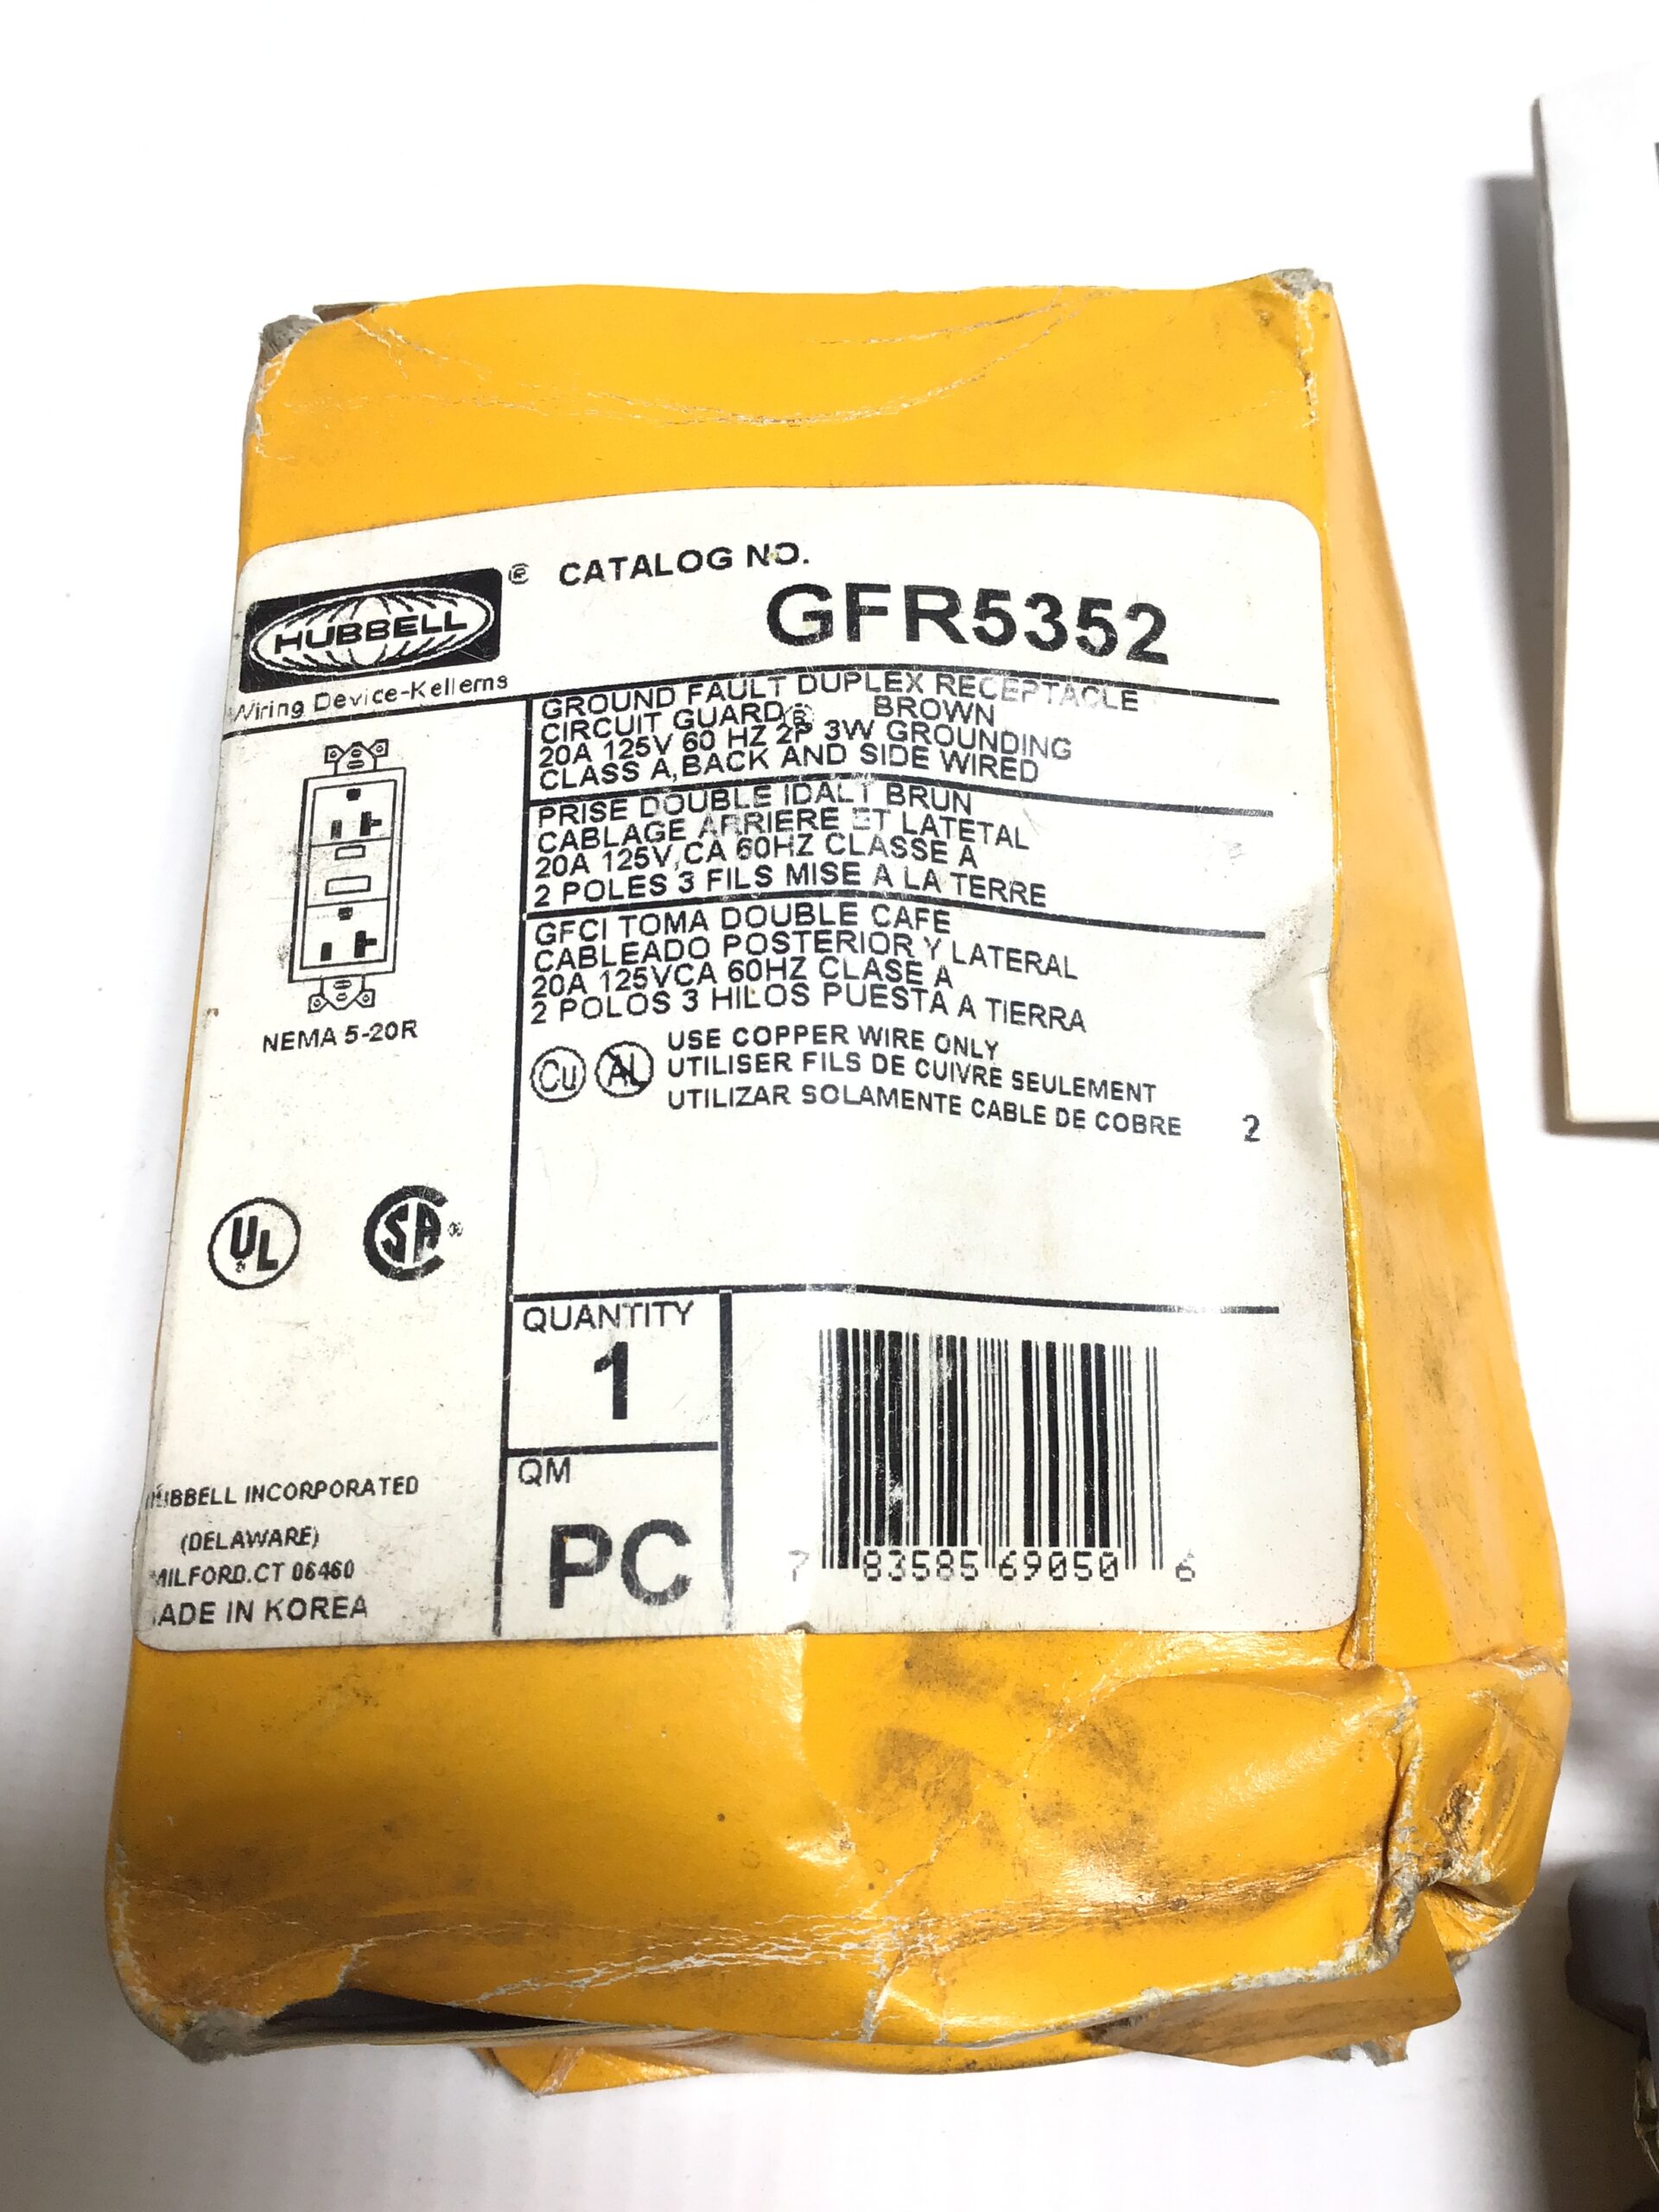 HUBBELL ®
Wiring Device-Kellems
CATALOG NO.
GFR5352
GROUND FAULT DUPLEX RECEPTACLE
CIRCUIT GUARD® BROWN
20A 125V 60 HZ 2P 3W GROUNDING
CLASS A, BACK AND SIDE WIRED
PRISE DOUBLE IDALT BRUN
CABLAGE ARRIERE ET LATETAL
20A 125V,CA 60HZ CLASSE A
2 POLES 3 FILS MISE A LA TERRE
GFCI TOMA DOUBLE CAFE
CABLEADO POSTERIOR Y LATERAL
20A 125VCA 60HZ CLASE A
2 POLOS 3 HILOS PUESTA A TIERRA
NEMA 5-20R
Cu AL
USE COPPER WIRE ONLY
UTILISER FILS DE CUIVRE SEULEMENT
UTILIZAR SOLAMENTE CABLE DE COBRE 2
UL SA ®
QUANTITY
1
QM
PC
HUBBELL INCORPORATED
(DELAWARE)
MILFORD.CT 06460
MADE IN KOREA
7 83585 69050 6